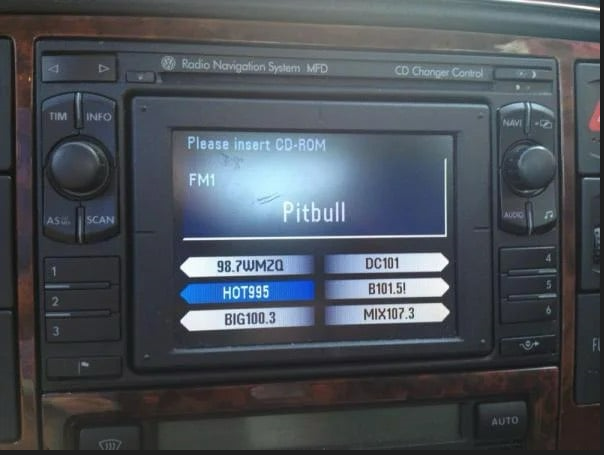 Radio Navigation System MFD
CD Changer Control
TIM
INFO
NAVI
Please insert CD-ROM
FM1
Pitbull
AS
SCAN
AUDIO
98.7WMZQ
DC101
HOT995
B101.5!
BIG100.3
MIX107.3
1
2
3
4
5
6
AUTO